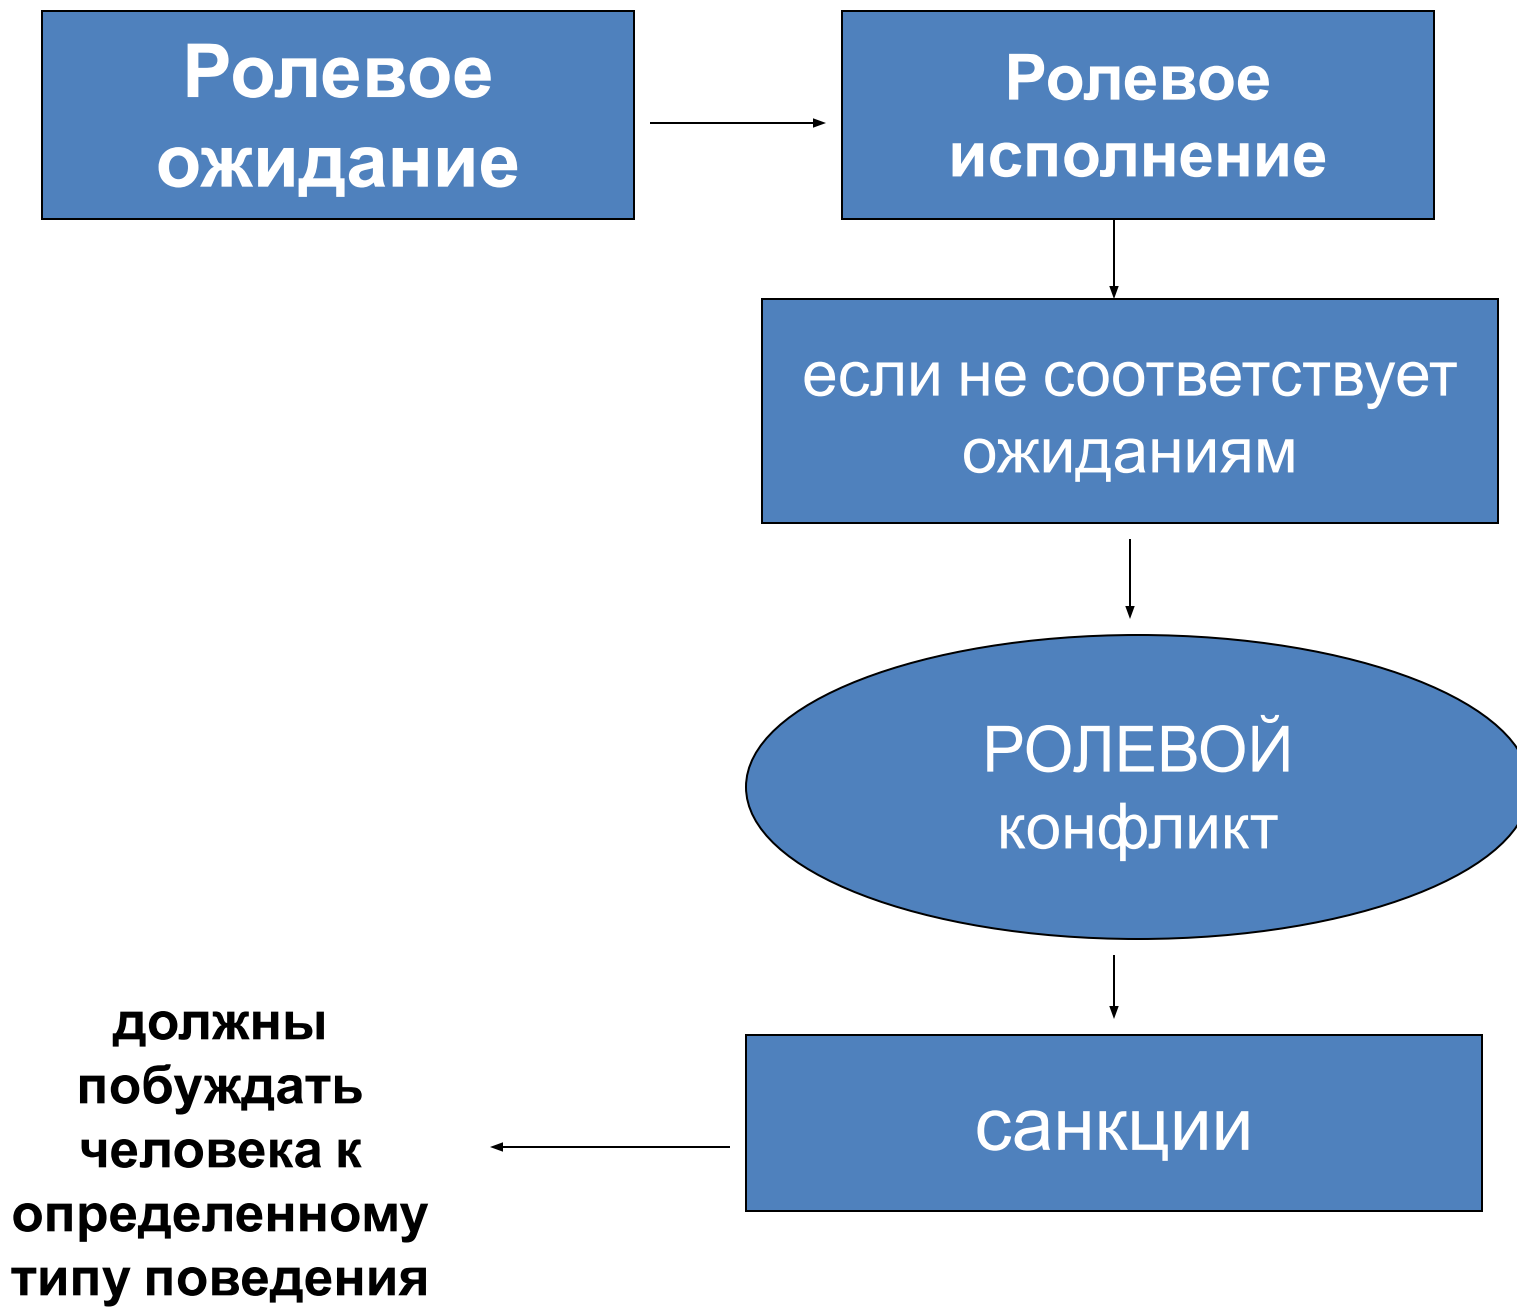 Ролевое
ожидание
Ролевое
исполнение
если не соответствует
ожиданиям
РОЛЕВОЙ
конфликт
санкции
должны
побуждать
человека к
определенному
типу поведения